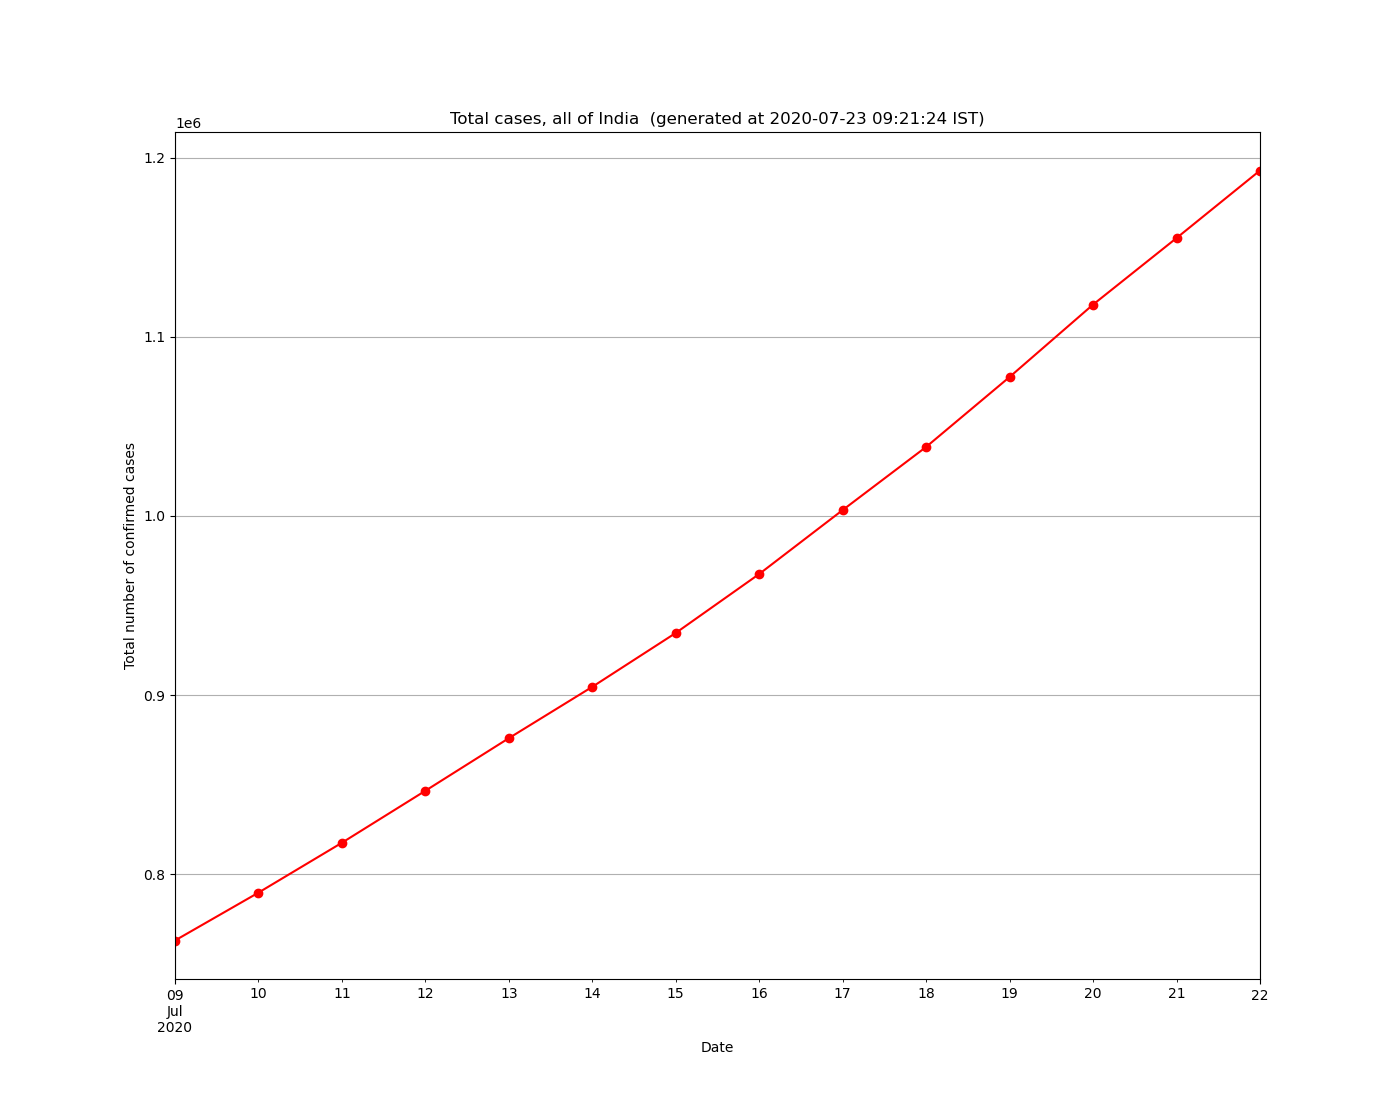 Total cases, all of India  (generated at 2020-07-23 09:21:24 IST)
1e6
1.2
1.1
1.0
0.9
0.8
Total number of confirmed cases
09 10 11 12 13 14 15 16 17 18 19 20 21 22
Jul
2020
Date